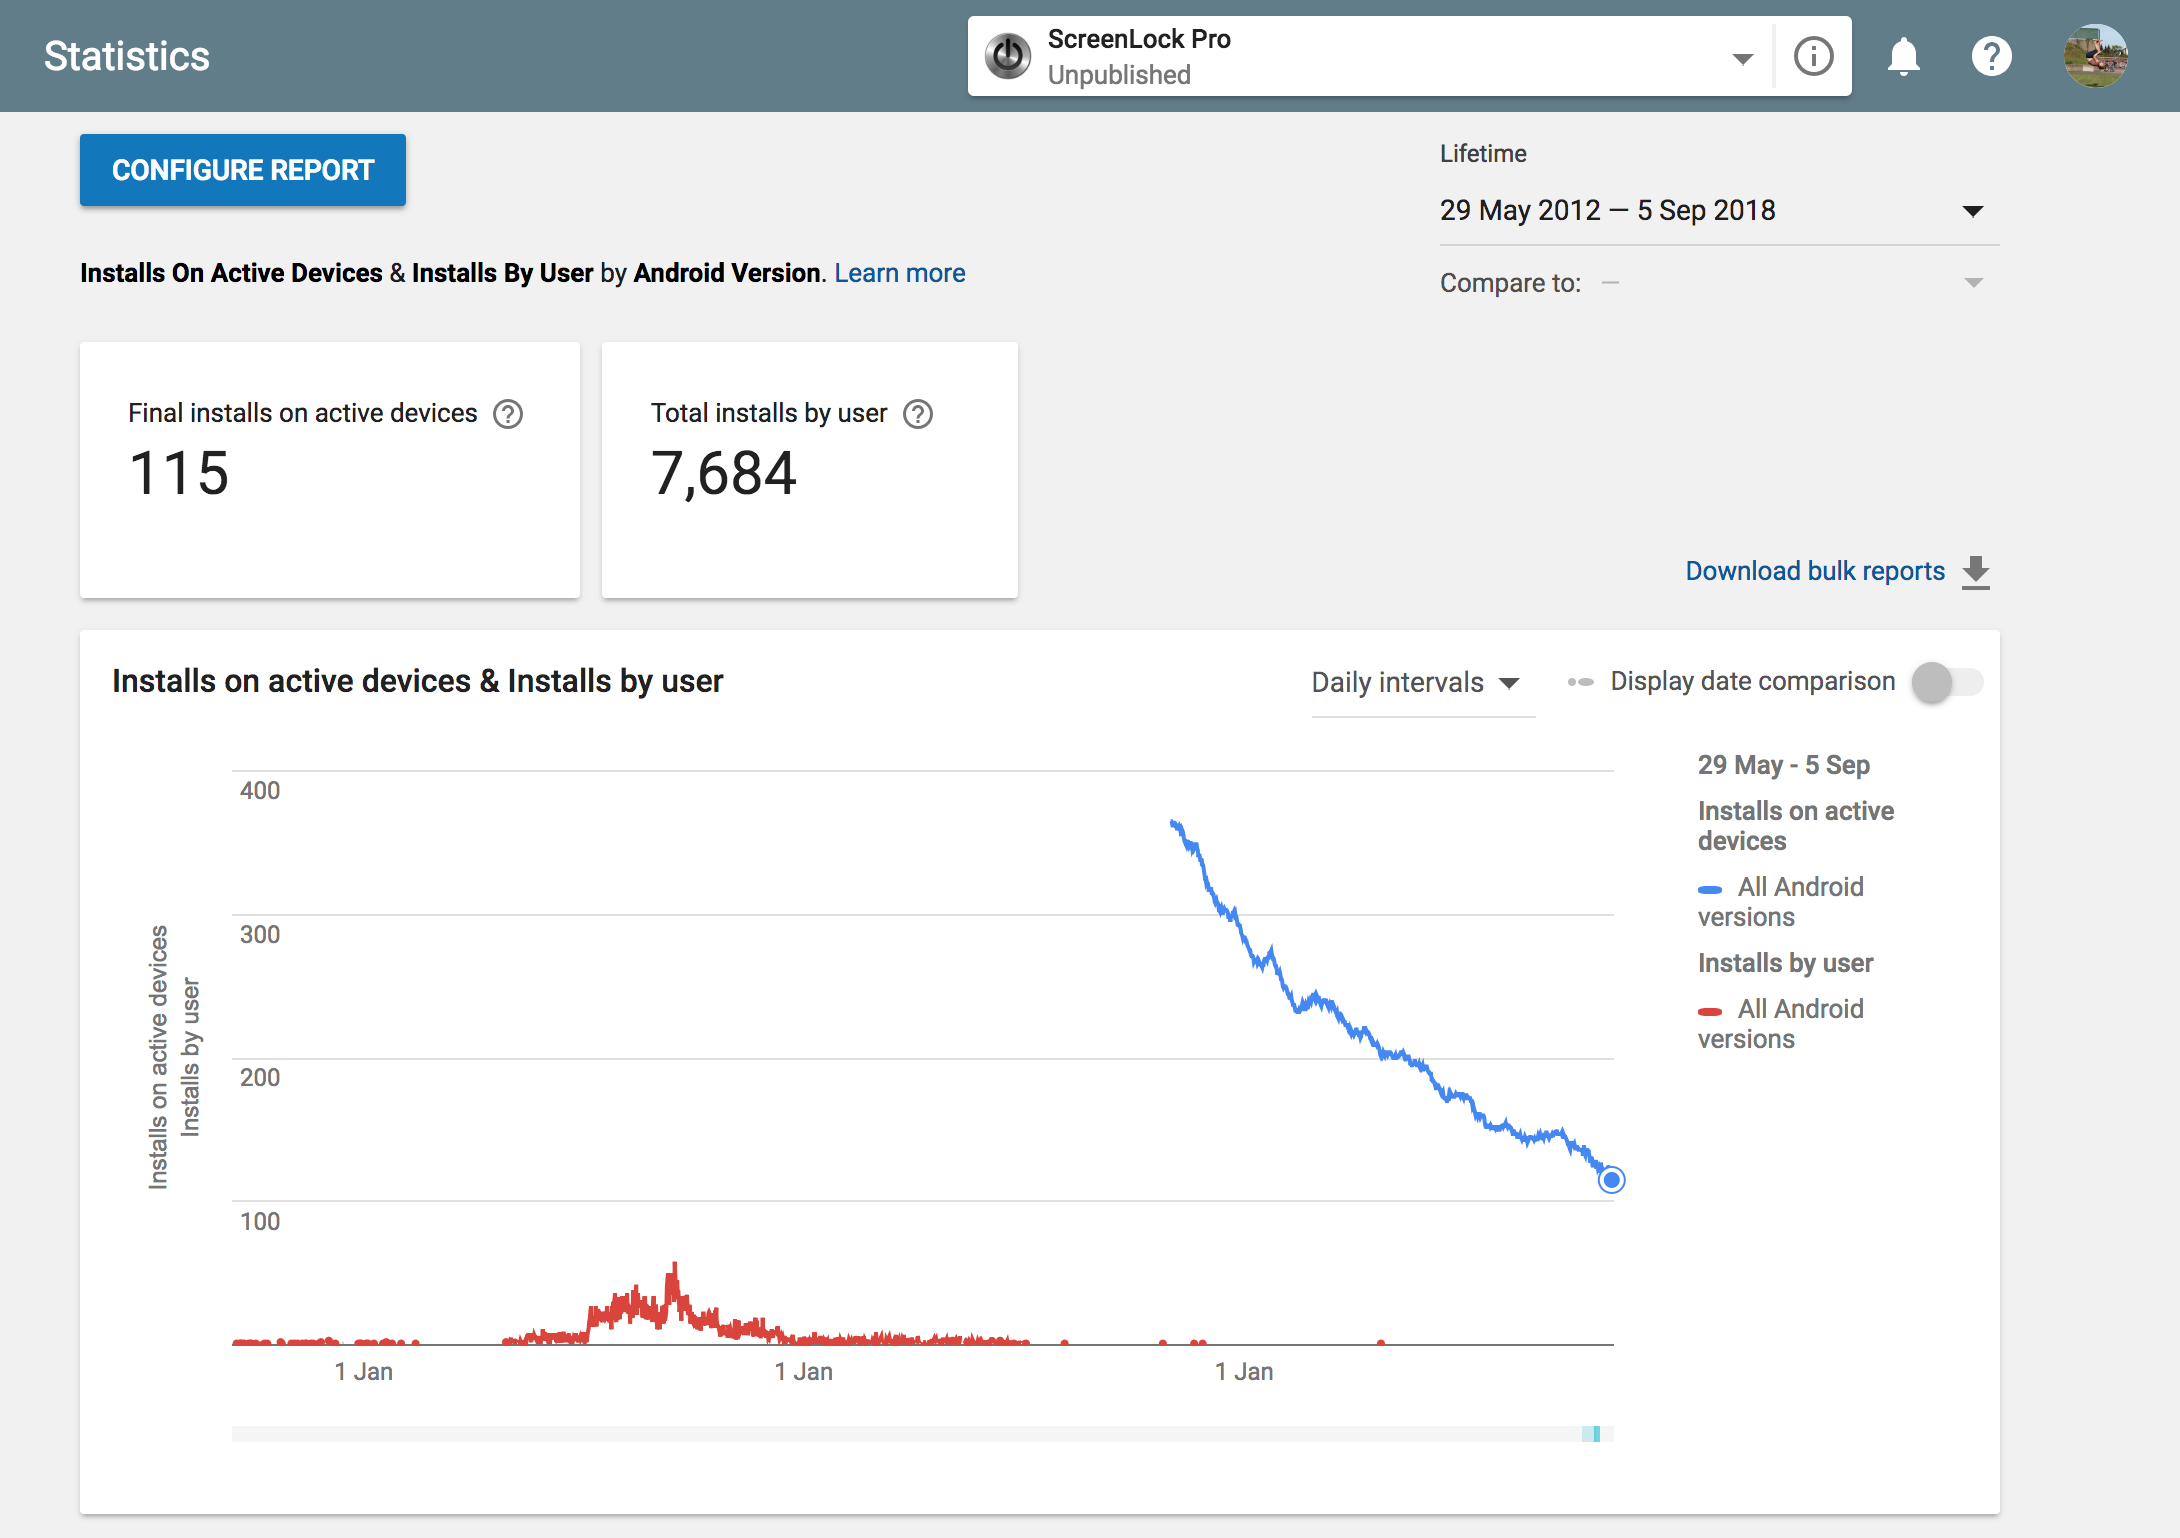 Statistics
ScreenLock Pro
Unpublished
CONFIGURE REPORT
Lifetime
29 May 2012 — 5 Sep 2018
Installs On Active Devices & Installs By User by Android Version. Learn more
Compare to: —
Final installs on active devices
115
Total installs by user
7,684
Download bulk reports
Installs on active devices & Installs by user
Daily intervals
Display date comparison
29 May - 5 Sep
Installs on active
devices
All Android
versions
Installs by user
All Android
versions
Installs on active devices
Installs by user
400
300
200
100
1 Jan
1 Jan
1 Jan